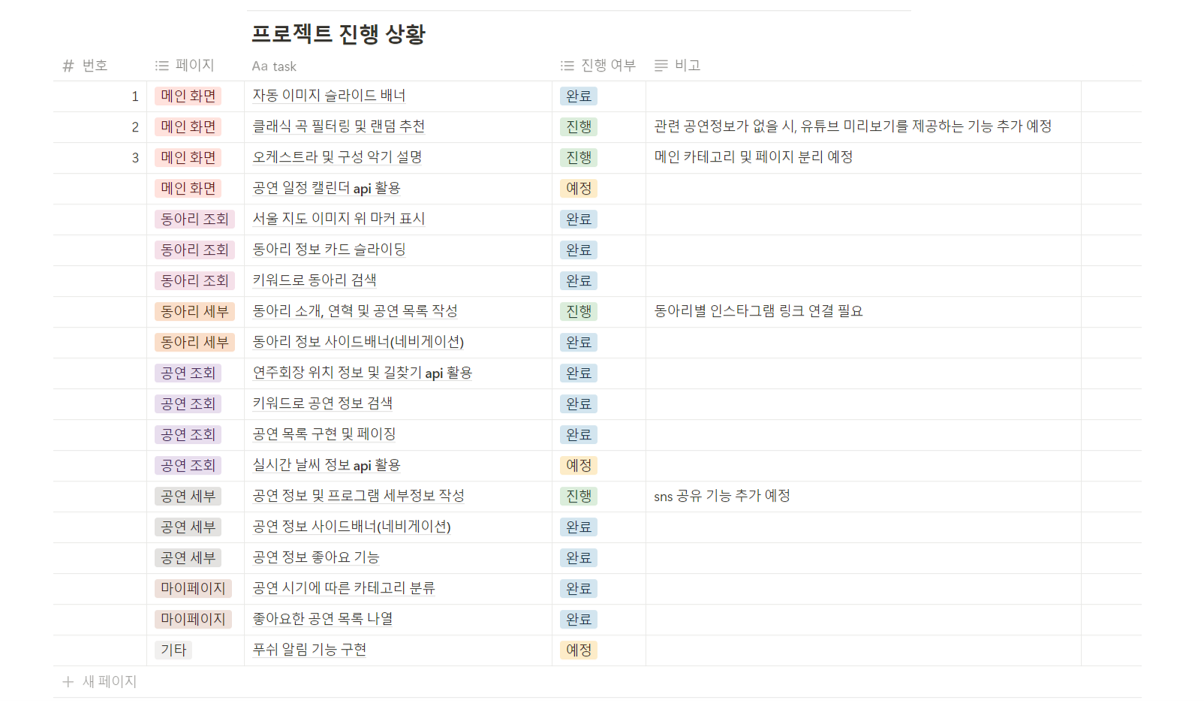 프로젝트 진행 상황
# 번호 페이지 Aa task 진행 여부 비고
1 메인 화면 자동 이미지 슬라이드 배너 완료
2 메인 화면 클래식 곡 필터링 및 랜덤 추천 진행 관련 공연정보가 없을 시, 유튜브 미리보기를 제공하는 기능 추가 예정
3 메인 화면 오케스트라 및 구성 악기 설명 진행 메인 카테고리 및 페이지 분리 예정
메인 화면 공연 일정 캘린더 api 활용 예정
동아리 조회 서울 지도 이미지 위 마커 표시 완료
동아리 조회 동아리 정보 카드 슬라이딩 완료
동아리 조회 키워드로 동아리 검색 완료
동아리 세부 동아리 소개, 연혁 및 공연 목록 작성 진행 동아리별 인스타그램 링크 연결 필요
동아리 세부 동아리 정보 사이드배너(네비게이션) 완료
공연 조회 연주회장 위치 정보 및 길찾기 api 활용 완료
공연 조회 키워드로 공연 정보 검색 완료
공연 조회 공연 목록 구현 및 페이징 완료
공연 조회 실시간 날씨 정보 api 활용 예정
공연 세부 공연 정보 및 프로그램 세부정보 작성 진행 sns 공유 기능 추가 예정
공연 세부 공연 정보 사이드배너(네비게이션) 완료
공연 세부 공연 정보 좋아요 기능 완료
마이페이지 공연 시기에 따른 카테고리 분류 완료
마이페이지 좋아요한 공연 목록 나열 완료
기타 푸쉬 알림 기능 구현 예정
+ 새 페이지